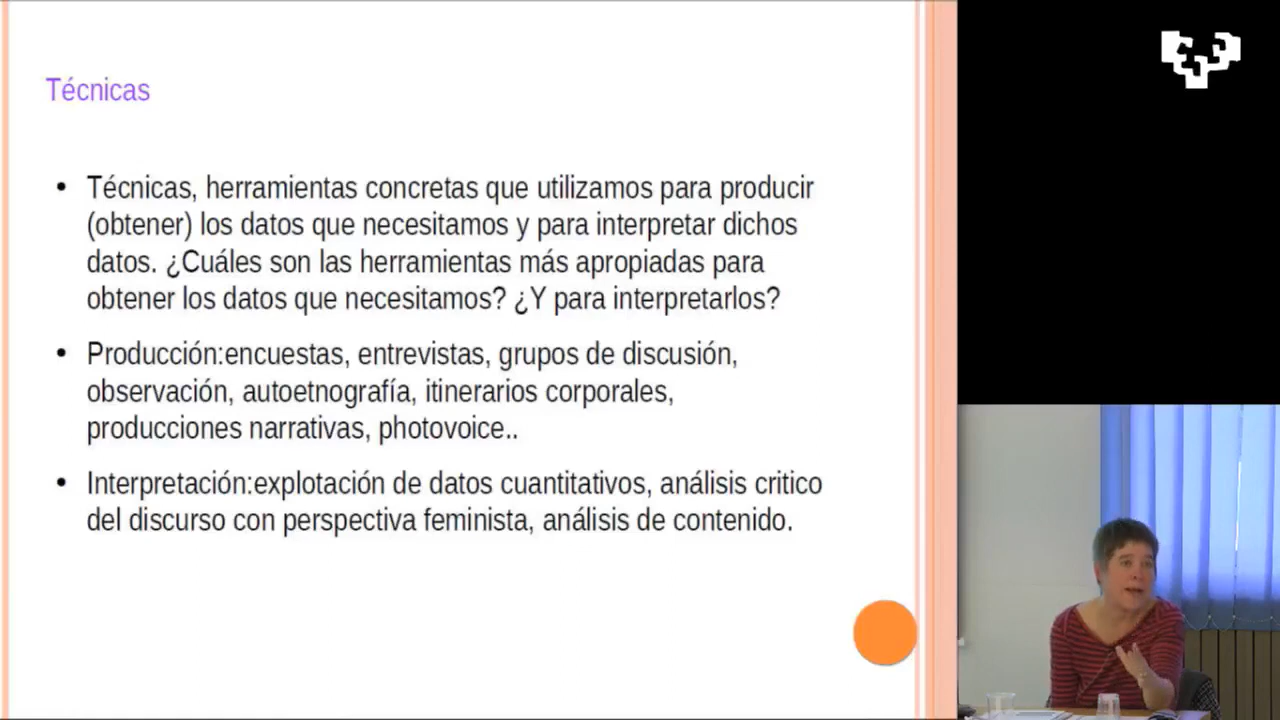 Técnicas
Técnicas, herramientas concretas que utilizamos para producir
(obtener) los datos que necesitamos y para interpretar dichos
datos. ¿Cuáles son las herramientas más apropiadas para
obtener los datos que necesitamos? ¿Y para interpretarlos?
Producción:encuestas, entrevistas, grupos de discusión,
observación, autoetnografía, itinerarios corporales,
producciones narrativas, photovoice..
Interpretación:explotación de datos cuantitativos, análisis critico
del discurso con perspectiva feminista, análisis de contenido.